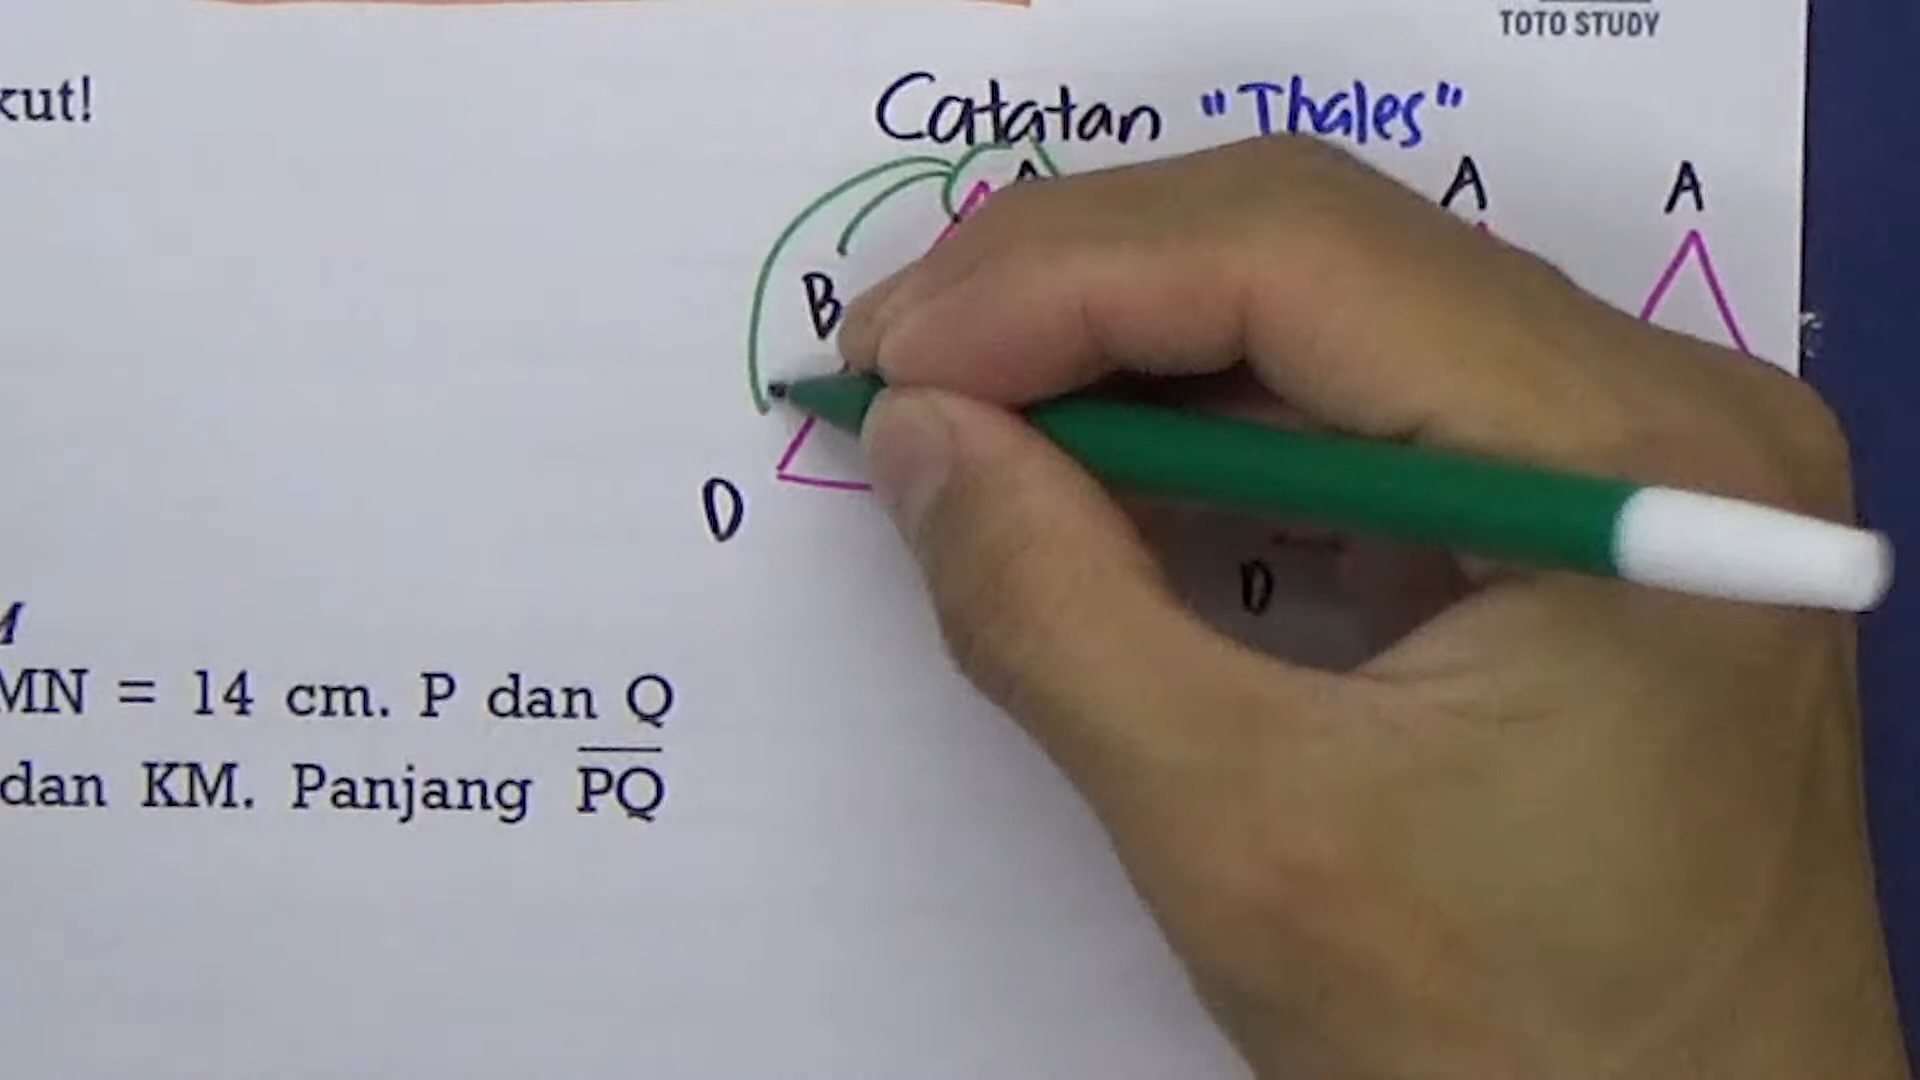 TOTO STUDY
kut!
Catatan "Thales"
A A A
B
D
D
M
MN = 14 cm. P dan Q
dan KM. Panjang PQ